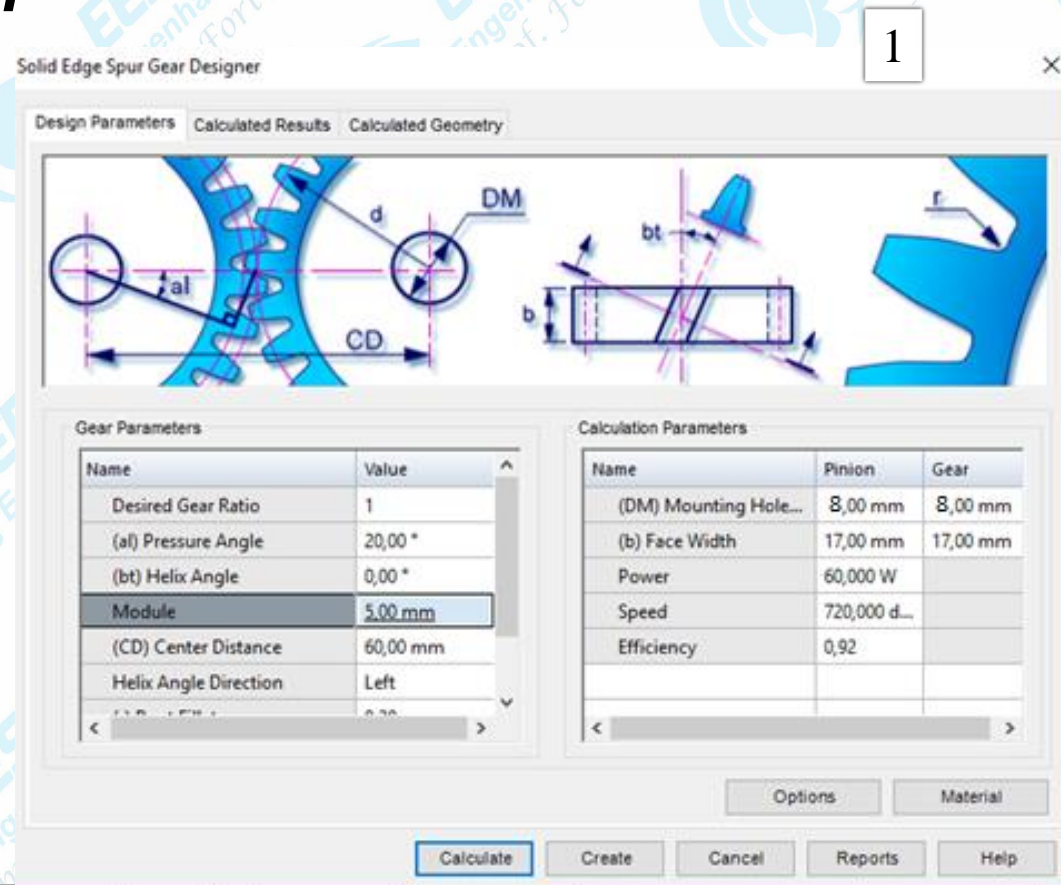 1
Solid Edge Spur Gear Designer
Design Parameters Calculated Results Calculated Geometry
DM
d
al
CD
bt
b
r
Gear Parameters
Name Value
Desired Gear Ratio 1
(al) Pressure Angle 20,00 °
(bt) Helix Angle 0,00 °
Module 5,00 mm
(CD) Center Distance 60,00 mm
Helix Angle Direction Left
Calculation Parameters
Name Pinion Gear
(DM) Mounting Hole... 8,00 mm 8,00 mm
(b) Face Width 17,00 mm 17,00 mm
Power 60,000 W
Speed 720,000 d...
Efficiency 0,92
Options Material
Calculate Create Cancel Reports Help